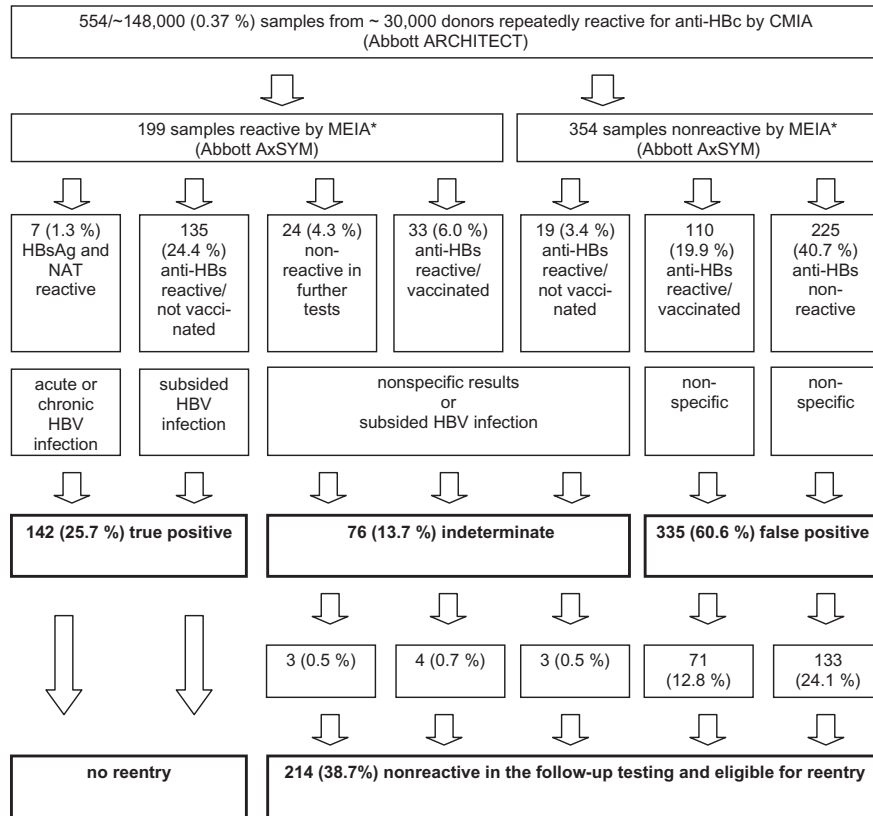 554/~148,000 (0.37 %) samples from ~ 30,000 donors repeatedly reactive for anti-HBc by CMIA
(Abbott ARCHITECT)
199 samples reactive by MEIA*
(Abbott AxSYM)
354 samples nonreactive by MEIA*
(Abbott AxSYM)
7 (1.3 %)
HBsAg and
NAT
reactive
135
(24.4 %)
anti-HBs
reactive/
not vacci-
nated
24 (4.3 %)
non-
reactive in
further
tests
33 (6.0 %)
anti-HBs
reactive/
vaccinated
19 (3.4 %)
anti-HBs
reactive/
not vacci-
nated
110
(19.9 %)
anti-HBs
reactive/
vaccinated
225
(40.7 %)
anti-HBs
non-
reactive
acute or
chronic
HBV
infection
subsided
HBV
infection
nonspecific results
or
subsided HBV infection
non-
specific
non-
specific
142 (25.7 %) true positive
76 (13.7 %) indeterminate
335 (60.6 %) false positive
3 (0.5 %)
4 (0.7 %)
3 (0.5 %)
71
(12.8 %)
133
(24.1 %)
no reentry
214 (38.7%) nonreactive in the follow-up testing and eligible for reentry